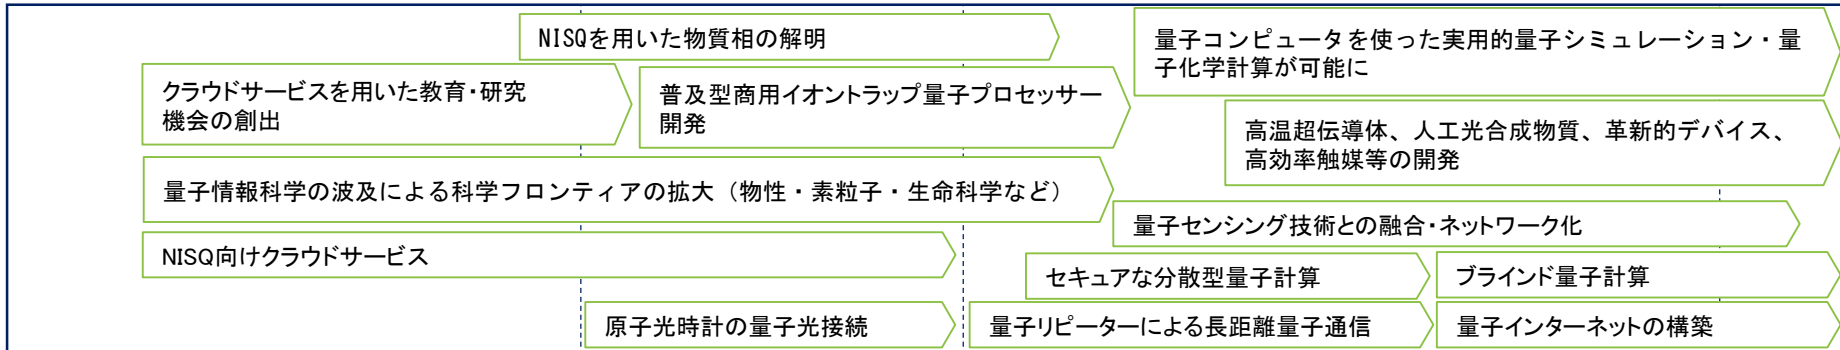 NISQを用いた物質相の解明
量子コンピュータを使った実用的量子シミュレーション・量
子化学計算が可能に
クラウドサービスを用いた教育・研究
機会の創出
普及型商用イオントラップ量子プロセッサー
開発
高温超伝導体、人工光合成物質、革新的デバイス、
高効率触媒等の開発
量子情報科学の波及による科学フロンティアの拡大（物性・素粒子・生命科学など）
量子センシング技術との融合・ネットワーク化
NISQ向けクラウドサービス
セキュアな分散型量子計算
ブラインド量子計算
原子光時計の量子光接続
量子リピーターによる長距離量子通信
量子インターネットの構築